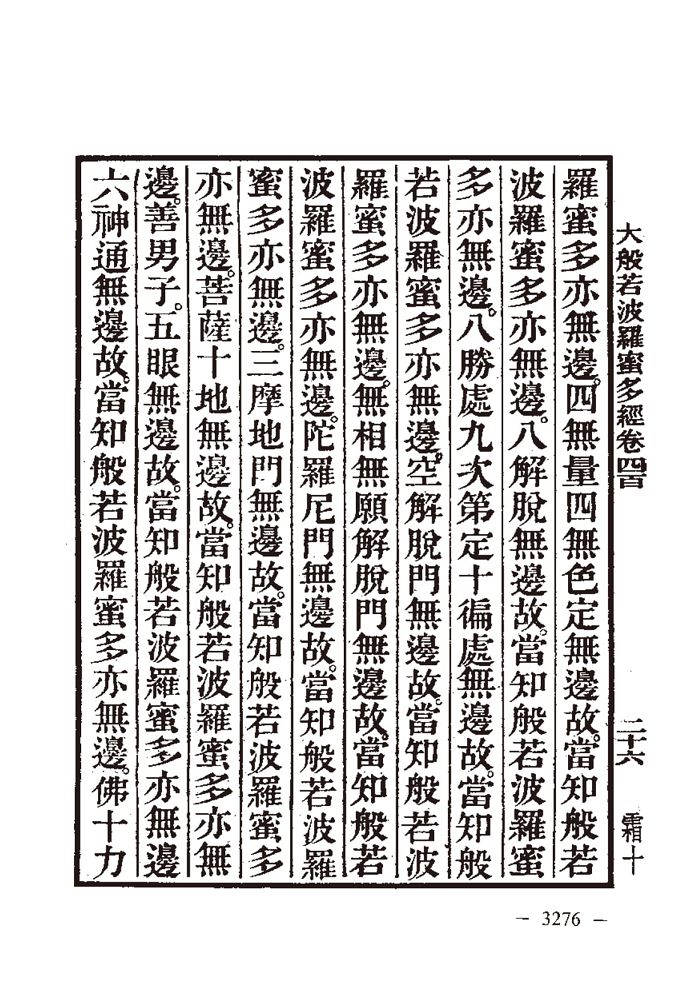 大般若波羅蜜多經卷四百 二十六 霜十
羅蜜多亦無邊。四無量四無色定無邊故。當知般若
波羅蜜多亦無邊。八解脫無邊故。當知般若波羅蜜
多亦無邊。八勝處九次第定十徧處無邊故。當知般
若波羅蜜多亦無邊。空解脫門無邊故。當知般若波
羅蜜多亦無邊。無相無願解脫門無邊故。當知般若
波羅蜜多亦無邊。陀羅尼門無邊故。當知般若波羅
蜜多亦無邊。三摩地門無邊故。當知般若波羅蜜多
亦無邊。菩薩十地無邊故。當知般若波羅蜜多亦無
邊。善男子。五眼無邊故。當知般若波羅蜜多亦無邊
六神通無邊故。當知般若波羅蜜多亦無邊。佛十力
— 3276 —